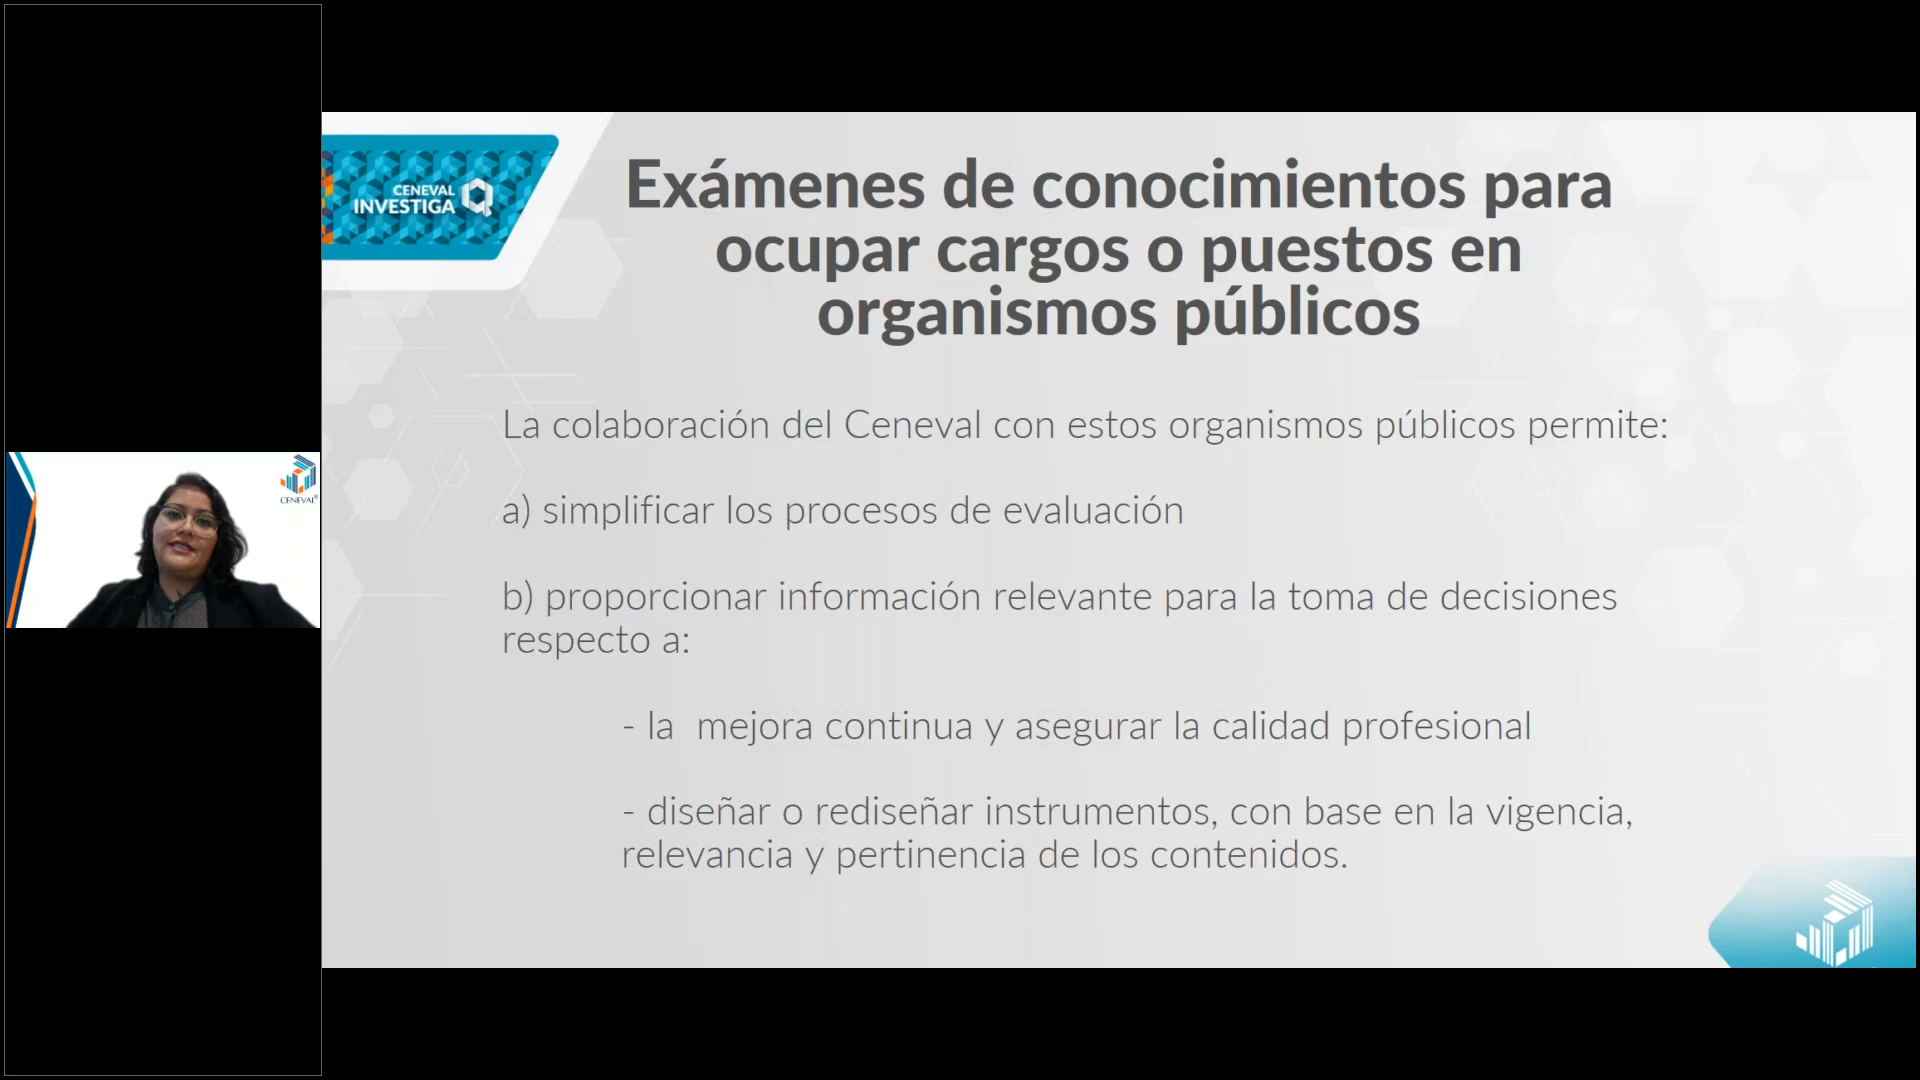 CENEVAL
INVESTIGA
Exámenes de conocimientos para
ocupar cargos o puestos en
organismos públicos
La colaboración del Ceneval con estos organismos públicos permite:
a) simplificar los procesos de evaluación
b) proporcionar información relevante para la toma de decisiones
respecto a:
- la  mejora continua y asegurar la calidad profesional
- diseñar o rediseñar instrumentos, con base en la vigencia,
relevancia y pertinencia de los contenidos.
CENEVAL®